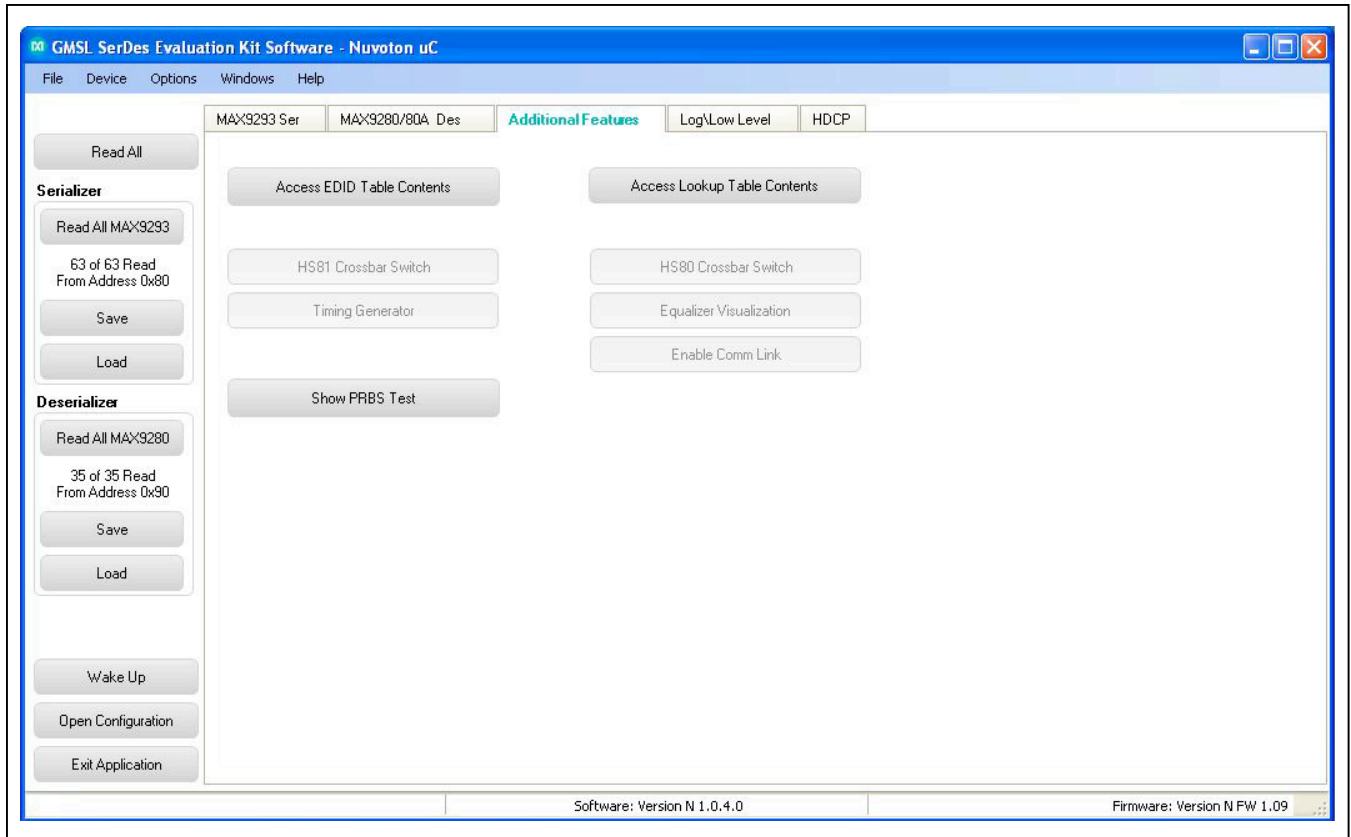 GMSL SerDes Evaluation Kit Software - Nuvoton uC
File Device Options Windows Help
MAX9293 Ser MAX9280/80A Des Additional Features Log\Low Level HDCP
Read All
Serializer
Read All MAX9293
63 of 63 Read
From Address 0x80
Save
Load
Deserializer
Read All MAX9280
35 of 35 Read
From Address 0x90
Save
Load
Wake Up
Open Configuration
Exit Application
Access EDID Table Contents
Access Lookup Table Contents
HS81 Crossbar Switch
HS80 Crossbar Switch
Timing Generator
Equalizer Visualization
Enable Comm Link
Show PRBS Test
Software: Version N 1.0.4.0
Firmware: Version N FW 1.09